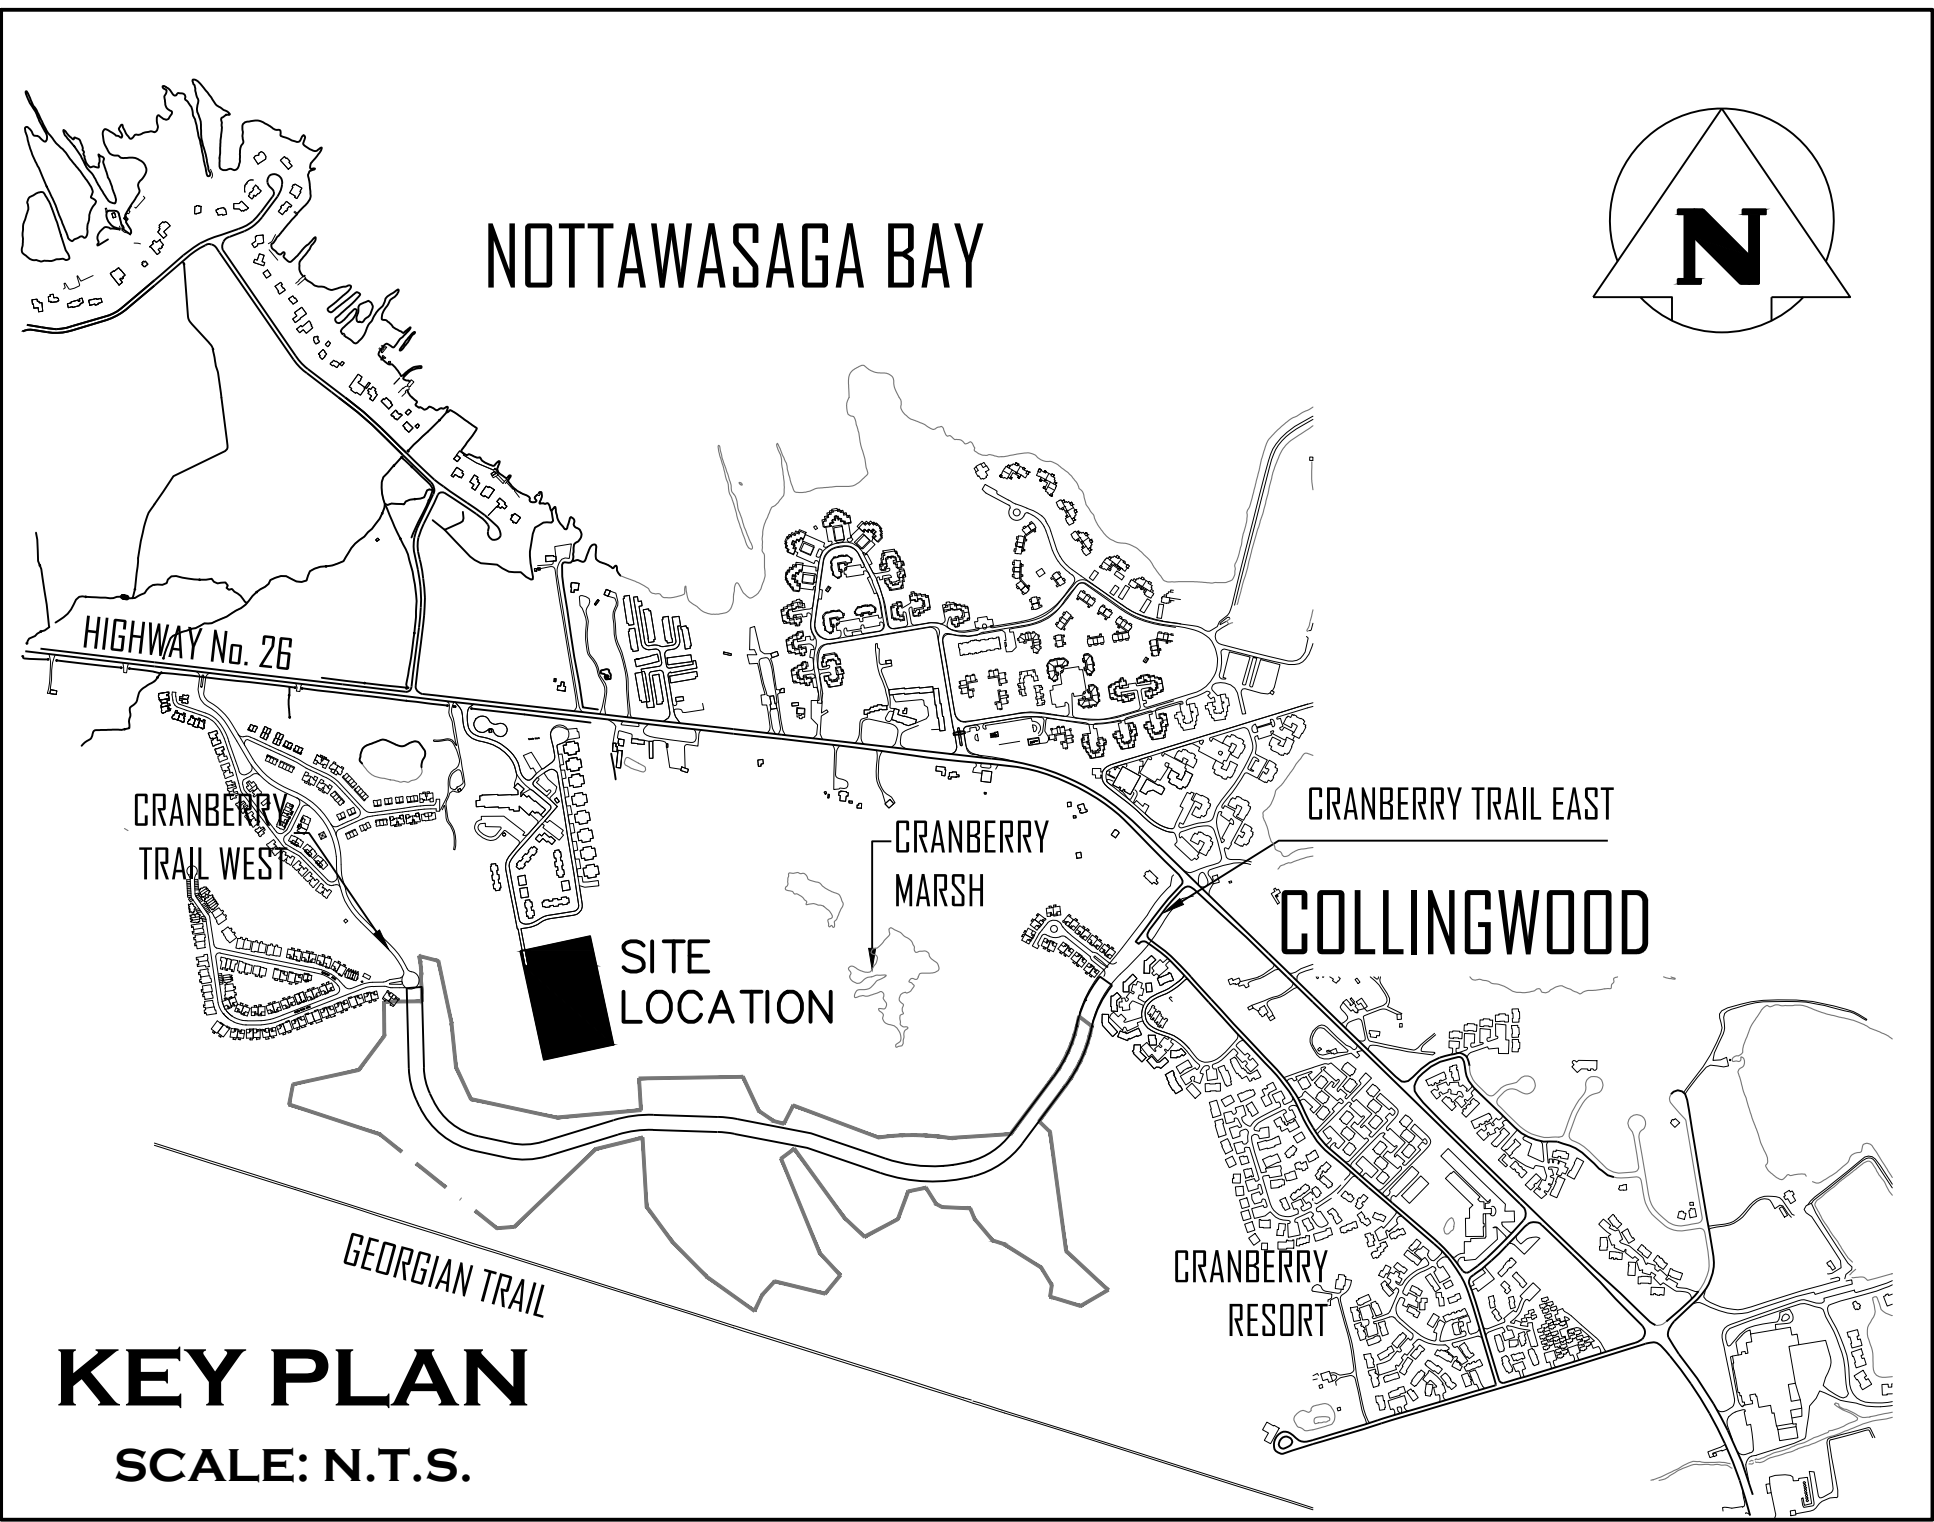 NOTTAWASAGA BAY
N
HIGHWAY No. 26
CRANBERRY
TRAIL WEST
CRANBERRY TRAIL EAST
CRANBERRY
MARSH
COLLINGWOOD
SITE
LOCATION
GEORGIAN TRAIL
CRANBERRY
RESORT
KEY PLAN
SCALE: N.T.S.